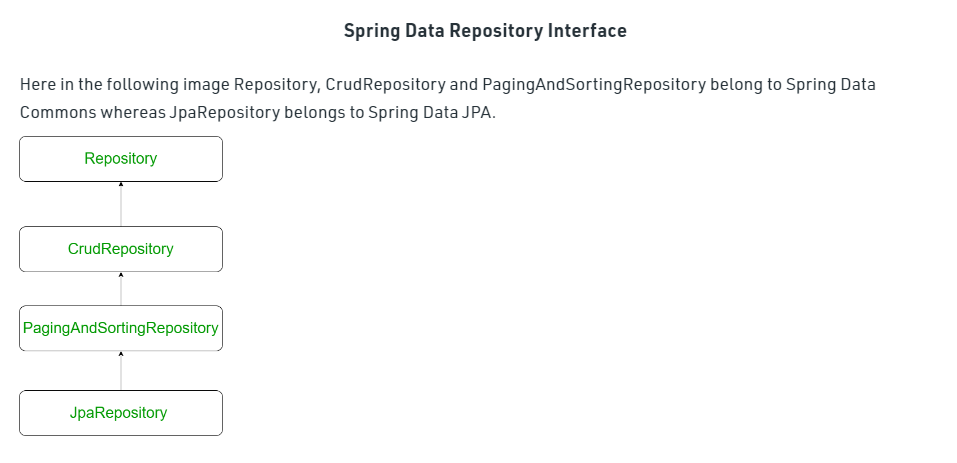 Spring Data Repository Interface
Here in the following image Repository, CrudRepository and PagingAndSortingRepository belong to Spring Data
Commons whereas JpaRepository belongs to Spring Data JPA.
Repository
CrudRepository
PagingAndSortingRepository
JpaRepository